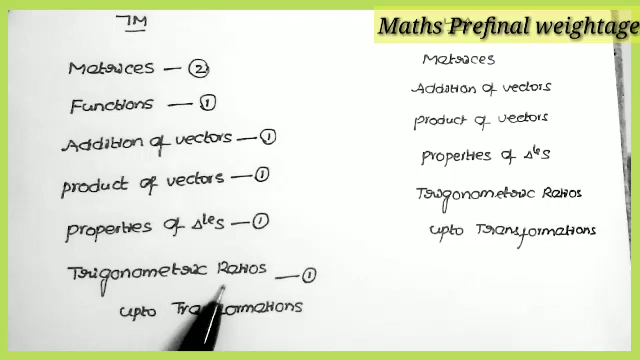 7M
Maths Prefinal weightage
Matrices — ②
Functions — ①
Addition of vectors — ①
product of vectors — ①
properties of Δles — ①
Trigonometric Ratios — ①
upto Transformations
Matrices
Addition of vectors
product of vectors
properties of Δles
Trigonometric Ratios
upto Transformations